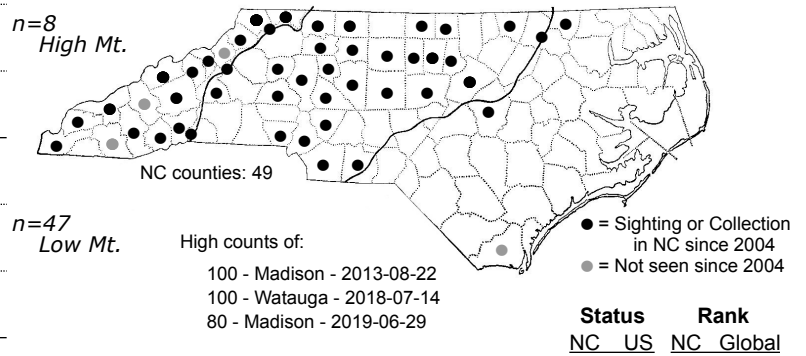 n=8
High Mt.
NC counties: 49
n=47
Low Mt.
High counts of:
100 - Madison - 2013-08-22
100 - Watauga - 2018-07-14
80 - Madison - 2019-06-29
= Sighting or Collection
in NC since 2004
= Not seen since 2004
Status Rank
NC US NC Global